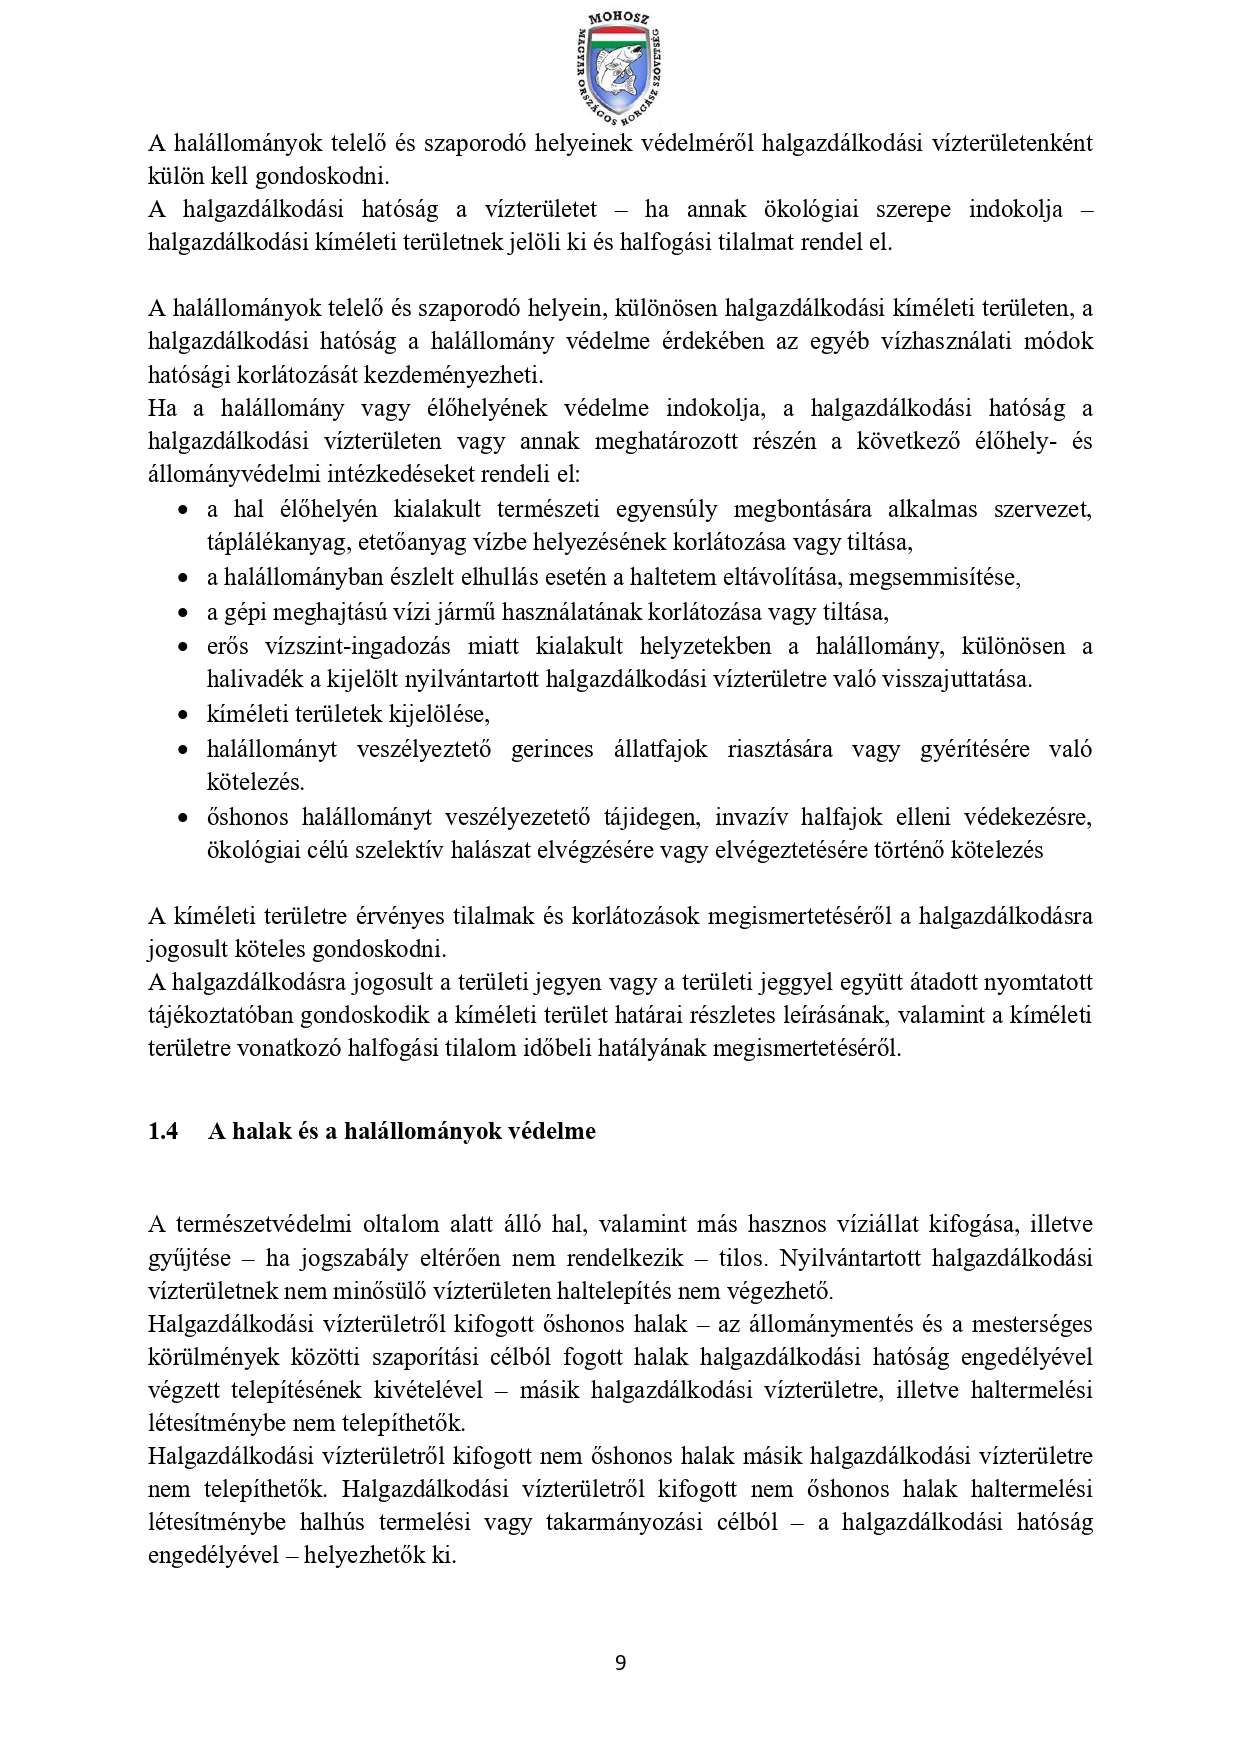 MOHOSZ
MAGYAR ORSZÁGOS HORGÁSZ SZÖVETSÉG
A halállományok telelő és szaporodó helyeinek védelméről halgazdálkodási vízterületenként
külön kell gondoskodni.
A halgazdálkodási hatóság a vízterületet – ha annak ökológiai szerepe indokolja –
halgazdálkodási kíméleti területnek jelöli ki és halfogási tilalmat rendel el.
A halállományok telelő és szaporodó helyein, különösen halgazdálkodási kíméleti területen, a
halgazdálkodási hatóság a halállomány védelme érdekében az egyéb vízhasználati módok
hatósági korlátozását kezdeményezheti.
Ha a halállomány vagy élőhelyének védelme indokolja, a halgazdálkodási hatóság a
halgazdálkodási vízterületen vagy annak meghatározott részén a következő élőhely- és
állományvédelmi intézkedéseket rendeli el:
• a hal élőhelyén kialakult természeti egyensúly megbontására alkalmas szervezet,
táplálékanyag, etetőanyag vízbe helyezésének korlátozása vagy tiltása,
• a halállományban észlelt elhullás esetén a haltetem eltávolítása, megsemmisítése,
• a gépi meghajtású vízi jármű használatának korlátozása vagy tiltása,
• erős vízszint-ingadozás miatt kialakult helyzetekben a halállomány, különösen a
halivadék a kijelölt nyilvántartott halgazdálkodási vízterületre való visszajuttatása.
• kíméleti területek kijelölése,
• halállományt veszélyeztető gerinces állatfajok riasztására vagy gyérítésére való
kötelezés.
• őshonos halállományt veszélyezetető tájidegen, invazív halfajok elleni védekezésre,
ökológiai célú szelektív halászat elvégzésére vagy elvégeztetésére történő kötelezés
A kíméleti területre érvényes tilalmak és korlátozások megismertetéséről a halgazdálkodásra
jogosult köteles gondoskodni.
A halgazdálkodásra jogosult a területi jegyen vagy a területi jeggyel együtt átadott nyomtatott
tájékoztatóban gondoskodik a kíméleti terület határai részletes leírásának, valamint a kíméleti
területre vonatkozó halfogási tilalom időbeli hatályának megismertetéséről.
1.4 A halak és a halállományok védelme
A természetvédelmi oltalom alatt álló hal, valamint más hasznos víziállat kifogása, illetve
gyűjtése – ha jogszabály eltérően nem rendelkezik – tilos. Nyilvántartott halgazdálkodási
vízterületnek nem minősülő vízterületen haltelepítés nem végezhető.
Halgazdálkodási vízterületről kifogott őshonos halak – az állománymentés és a mesterséges
körülmények közötti szaporítási célból fogott halak halgazdálkodási hatóság engedélyével
végzett telepítésének kivételével – másik halgazdálkodási vízterületre, illetve haltermelési
létesítménybe nem telepíthetők.
Halgazdálkodási vízterületről kifogott nem őshonos halak másik halgazdálkodási vízterületre
nem telepíthetők. Halgazdálkodási vízterületről kifogott nem őshonos halak haltermelési
létesítménybe halhús termelési vagy takarmányozási célból – a halgazdálkodási hatóság
engedélyével – helyezhetők ki.
9